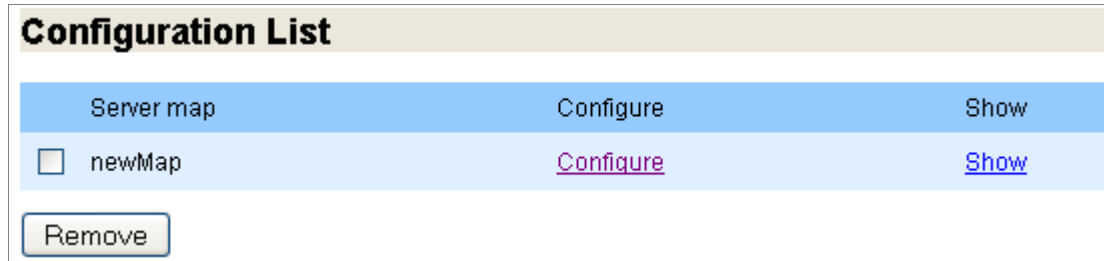 Configuration List
Server map Configure Show
newMap Configure Show
Remove